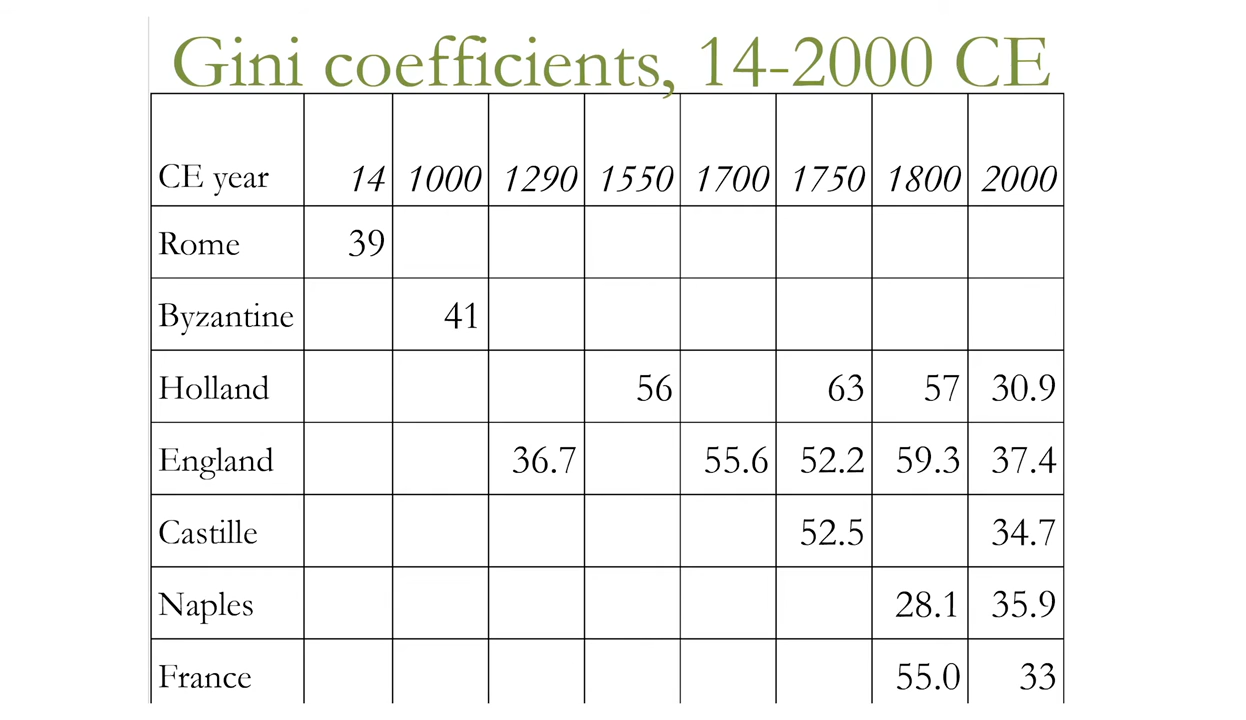 Gini coefficients, 14-2000 CE
CE year 14 1000 1290 1550 1700 1750 1800 2000
Rome 39
Byzantine 41
Holland 56 63 57 30.9
England 36.7 55.6 52.2 59.3 37.4
Castille 52.5 34.7
Naples 28.1 35.9
France 55.0 33